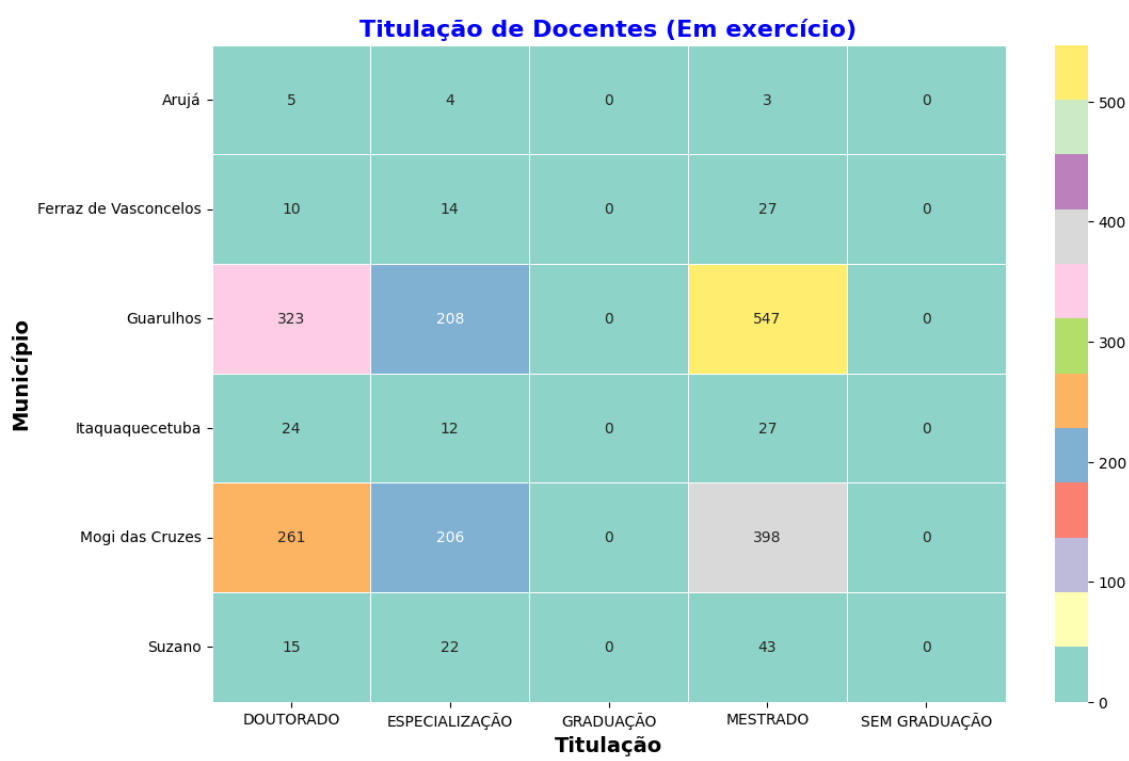 Titulação de Docentes (Em exercício)
Município
Arujá 5 4 0 3 0
Ferraz de Vasconcelos 10 14 0 27 0
Guarulhos 323 208 0 547 0
Itaquaquecetuba 24 12 0 27 0
Mogi das Cruzes 261 206 0 398 0
Suzano 15 22 0 43 0
DOUTORADO ESPECIALIZAÇÃO GRADUAÇÃO MESTRADO SEM GRADUAÇÃO
Titulação
500
400
300
200
100
0